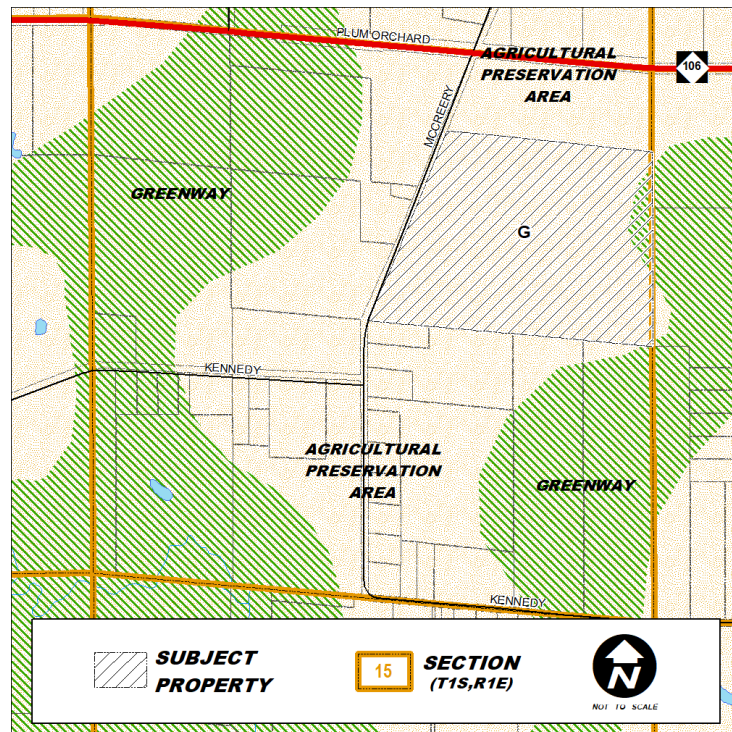 PLUM ORCHARD
AGRICULTURAL
PRESERVATION
AREA
106
MCCREERY
GREENWAY
G
KENNEDY
AGRICULTURAL
PRESERVATION
AREA
GREENWAY
KENNEDY
SUBJECT
PROPERTY
15
SECTION
(T1S,R1E)
N
NOT TO SCALE